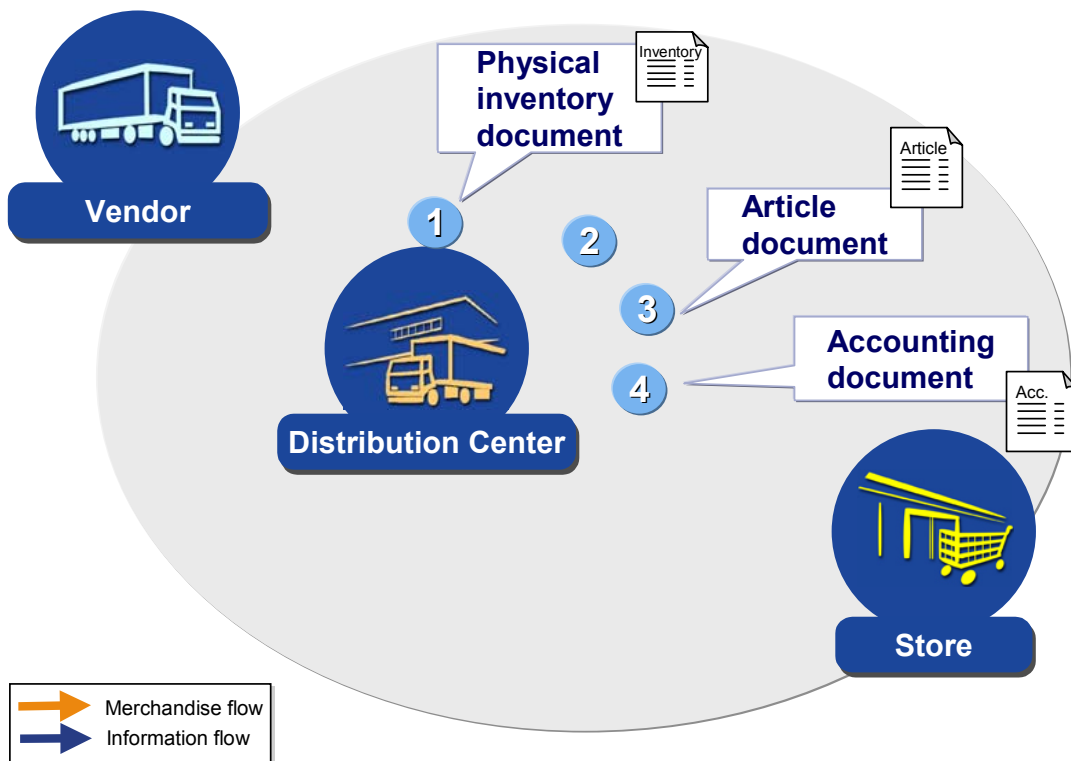 Physical
inventory
document
Inventory
Article
Vendor
1
2
Article
document
3
Accounting
document
4
Acc.
Distribution Center
Store
Merchandise flow
Information flow